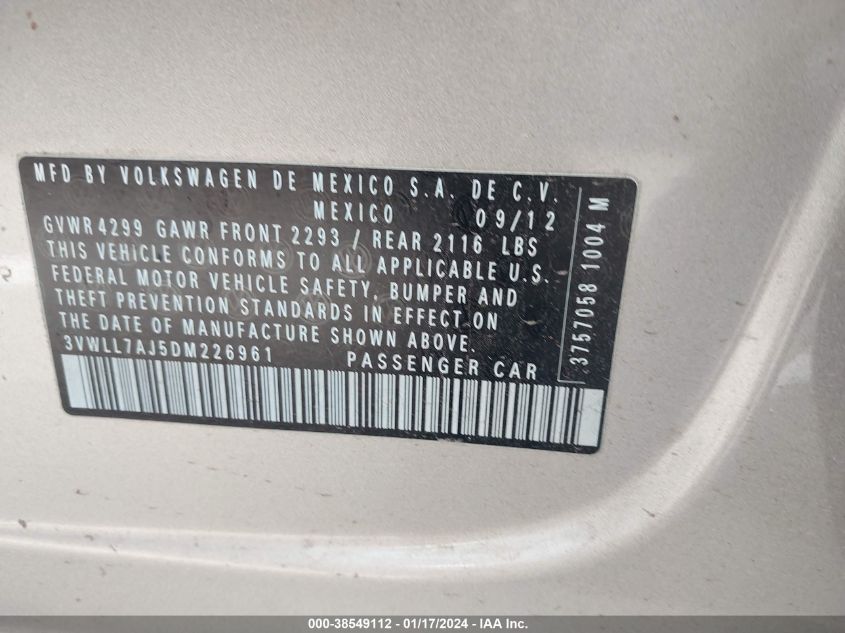 MFD BY VOLKSWAGEN DE MEXICO S.A. DE C.V.
MEXICO 09/12
GVWR 4299 GAWR FRONT 2293 / REAR 2116 LBS
THIS VEHICLE CONFORMS TO ALL APPLICABLE U.S.
FEDERAL MOTOR VEHICLE SAFETY, BUMPER AND
THEFT PREVENTION STANDARDS IN EFFECT ON
THE DATE OF MANUFACTURE SHOWN ABOVE.
3VWLL7AJ5DM226961 PASSENGER CAR
3757058 1004 M
000-38549112 - 01/17/2024 - IAA Inc.